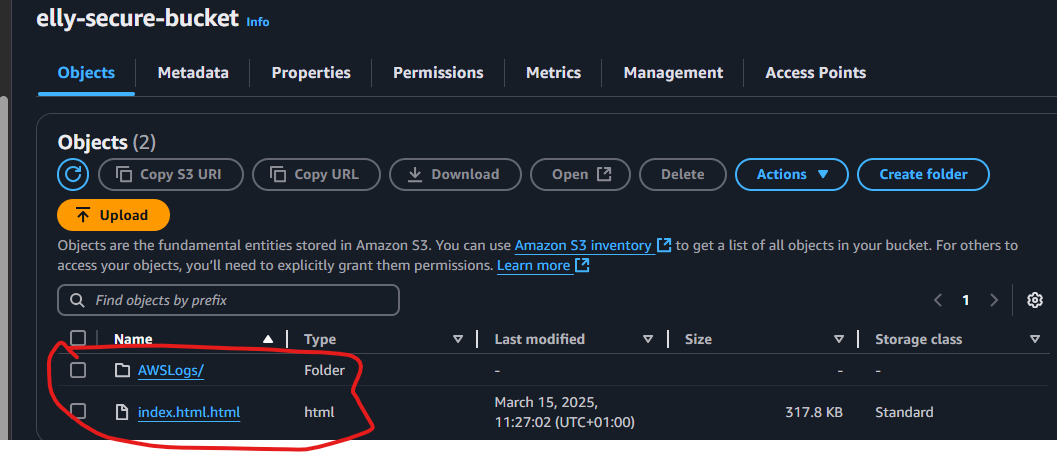 elly-secure-bucket Info
Objects Metadata Properties Permissions Metrics Management Access Points
Objects (2)
Copy S3 URI Copy URL Download Open Delete Actions Create folder
Upload
Objects are the fundamental entities stored in Amazon S3. You can use Amazon S3 inventory to get a list of all objects in your bucket. For others to
access your objects, you'll need to explicitly grant them permissions. Learn more
Find objects by prefix 1
Name Type Last modified Size Storage class
AWSLogs/ Folder - - -
index.html.html html March 15, 2025, 11:27:02 (UTC+01:00) 317.8 KB Standard